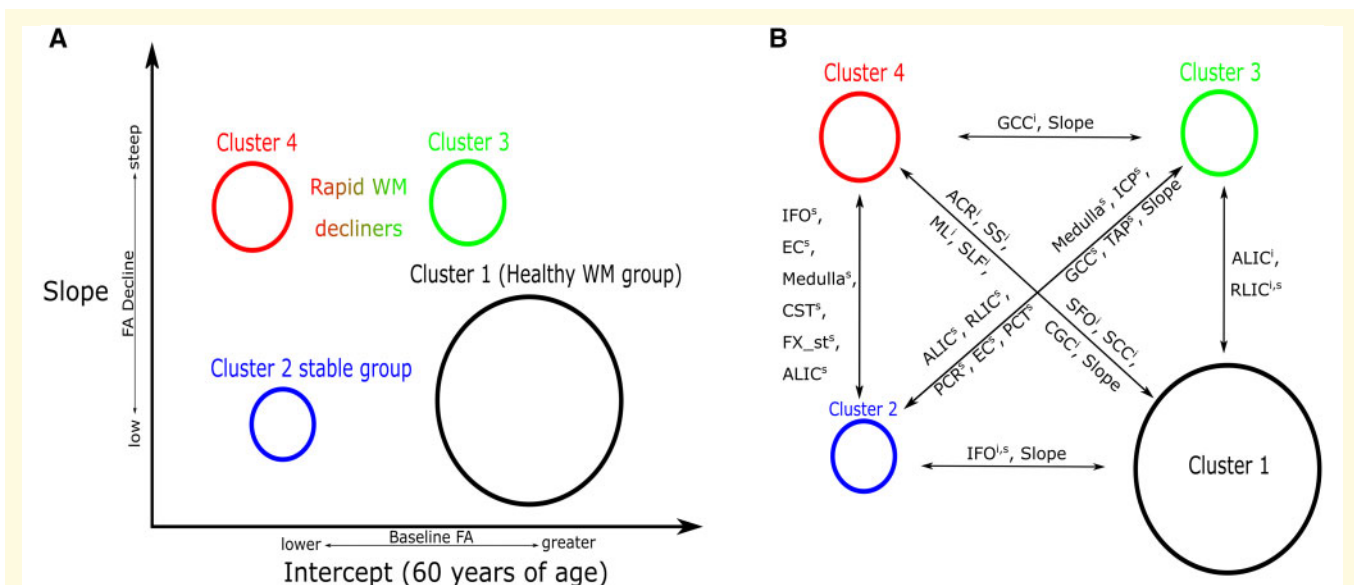 A
Cluster 4
Cluster 3
Rapid WM
decliners
Cluster 1 (Healthy WM group)
Cluster 2 stable group
Slope
FA Decline
steep
low
lower
Baseline FA
greater
Intercept (60 years of age)
B
Cluster 4
Cluster 3
GCCⁱ, Slope
IFOˢ,
ECˢ,
Medullaˢ,
CSTˢ,
FX_stˢ,
ALICˢ
ACRⁱ, SSⁱ,
MLⁱ, SLFⁱ,
SFOⁱ, SCCⁱ,
CGCⁱ, Slope
Medullaˢ, ICPˢ,
GCCˢ, TAPˢ, Slope
ALICˢ, RLICˢ,
PCRˢ, ECˢ, PCTˢ
ALICⁱ,
RLICⁱ,ˢ
Cluster 2
IFOⁱ,ˢ, Slope
Cluster 1